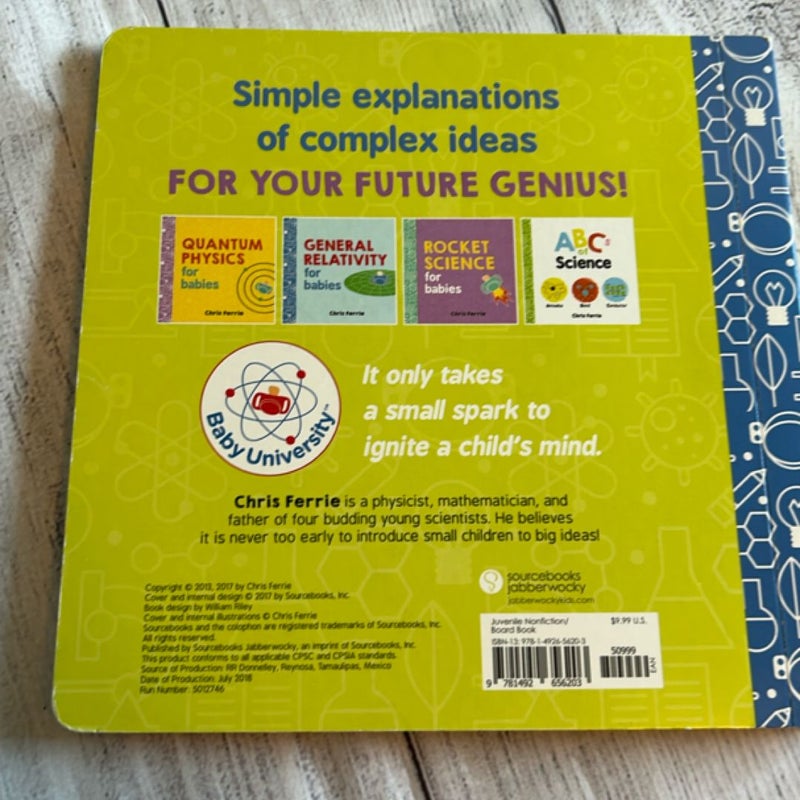 Simple explanations
of complex ideas
FOR YOUR FUTURE GENIUS!
QUANTUM
PHYSICS
for
babies
Chris Ferrie
GENERAL
RELATIVITY
for
babies
Chris Ferrie
ROCKET
SCIENCE
for
babies
Chris Ferrie
ABCs
of
Science
Chris Ferrie
Baby University™
It only takes
a small spark to
ignite a child's mind.
Chris Ferrie is a physicist, mathematician, and
father of four budding young scientists. He believes
it is never too early to introduce small children to big ideas!
Copyright © 2013, 2017 by Chris Ferrie
Cover and internal design © 2017 by Sourcebooks, Inc.
Book design by William Riley
Cover and internal illustrations © Chris Ferrie
Sourcebooks and the colophon are registered trademarks of Sourcebooks, Inc.
All rights reserved.
Published by Sourcebooks Jabberwocky, an imprint of Sourcebooks, Inc.
This product conforms to all applicable CPSC and CPSIA standards.
Source of Production: RR Donnelley, Reynosa, Tamaulipas, Mexico
Date of Production: July 2018
Run Number: 5012746
sourcebooks
jabberwocky
jabberwockykids.com
Juvenile Nonfiction/ $9.99 U.S.
Board Book
ISBN-13: 978-1-4926-5620-3
50999
EAN
9 781492 656203